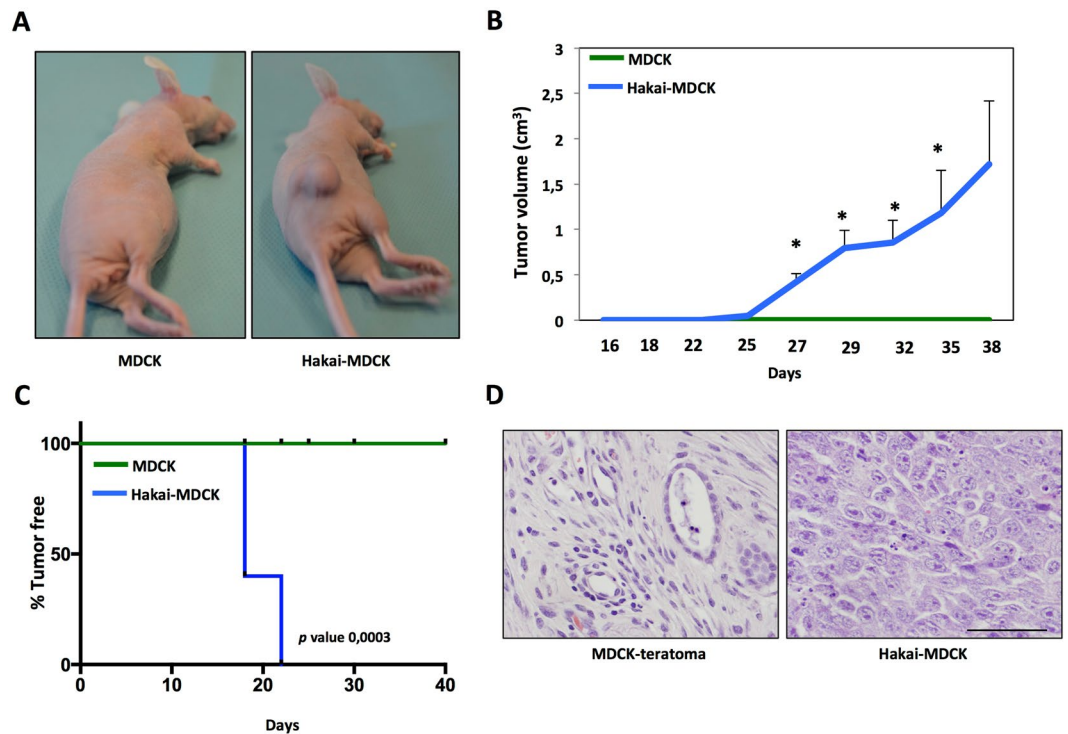 A
MDCK
Hakai-MDCK
B
Tumor volume (cm³)
3
2,5
2
1,5
1
0,5
0
MDCK
Hakai-MDCK
*
*
*
*
16 18 22 25 27 29 32 35 38
Days
C
% Tumor free
100
50
0
MDCK
Hakai-MDCK
p value 0,0003
0 10 20 30 40
Days
D
MDCK-teratoma
Hakai-MDCK